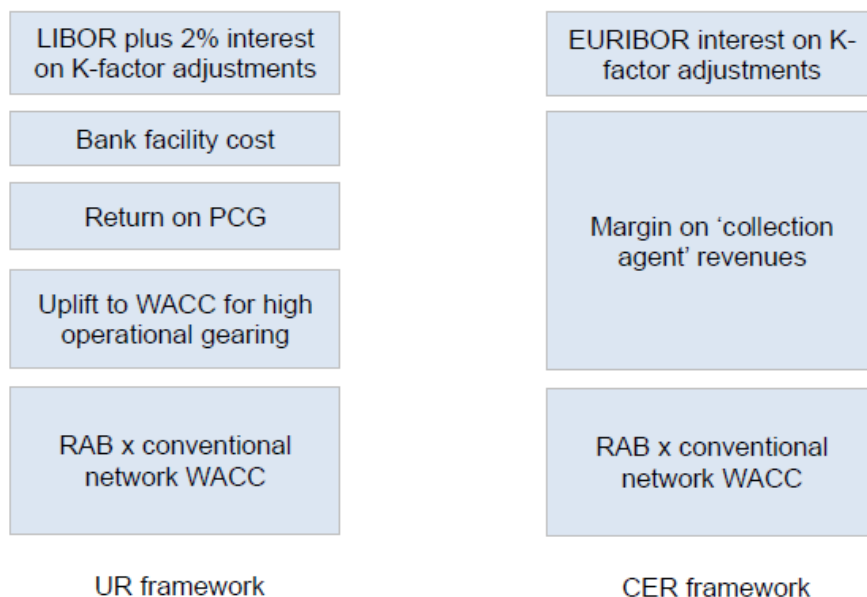 LIBOR plus 2% interest
on K-factor adjustments
Bank facility cost
Return on PCG
Uplift to WACC for high
operational gearing
RAB x conventional
network WACC
UR framework
EURIBOR interest on K-
factor adjustments
Margin on ‘collection
agent’ revenues
RAB x conventional
network WACC
CER framework